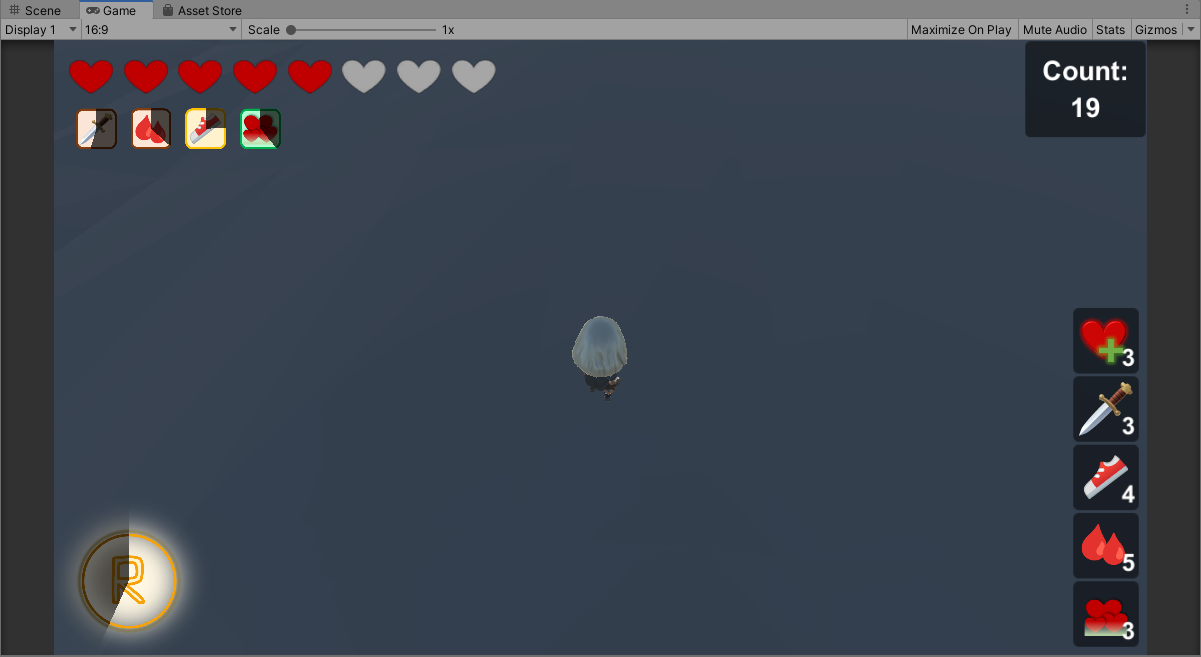 Scene Game Asset Store
Display 1 16:9 Scale 1x Maximize On Play Mute Audio Stats Gizmos
Count:
19
3
3
4
5
3
R